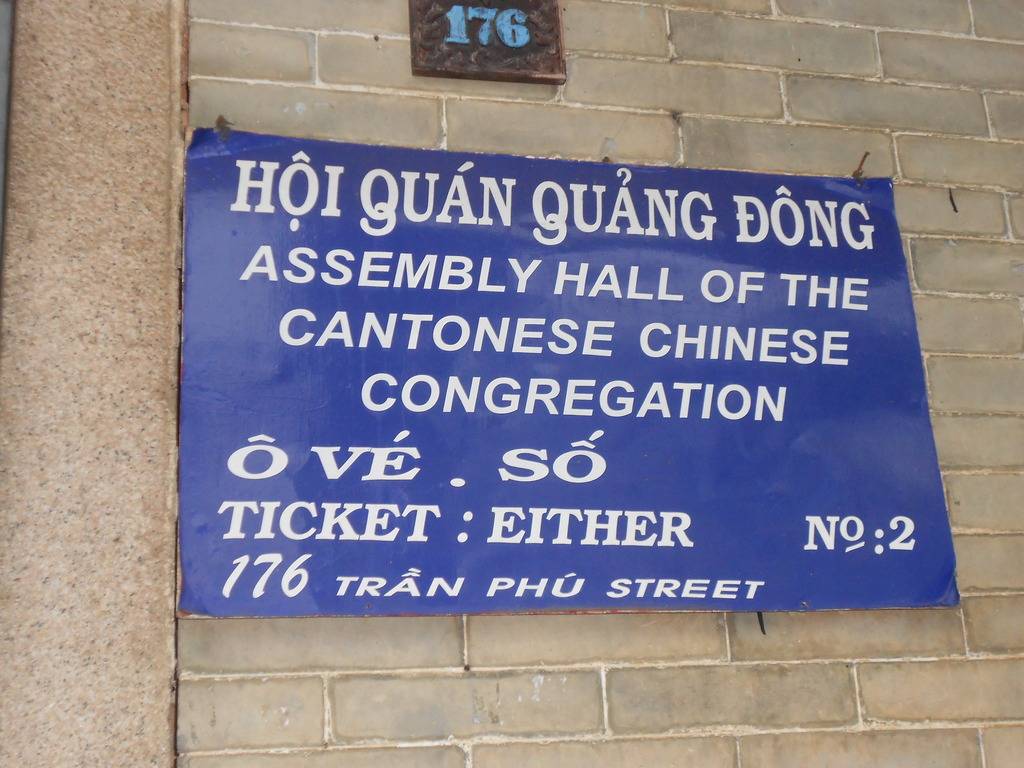 176
HỘI QUÁN QUẢNG ĐÔNG
ASSEMBLY HALL OF THE
CANTONESE CHINESE
CONGREGATION
Ô VÉ . SỐ
TICKET : EITHER Nº:2
176 TRẦN PHÚ STREET